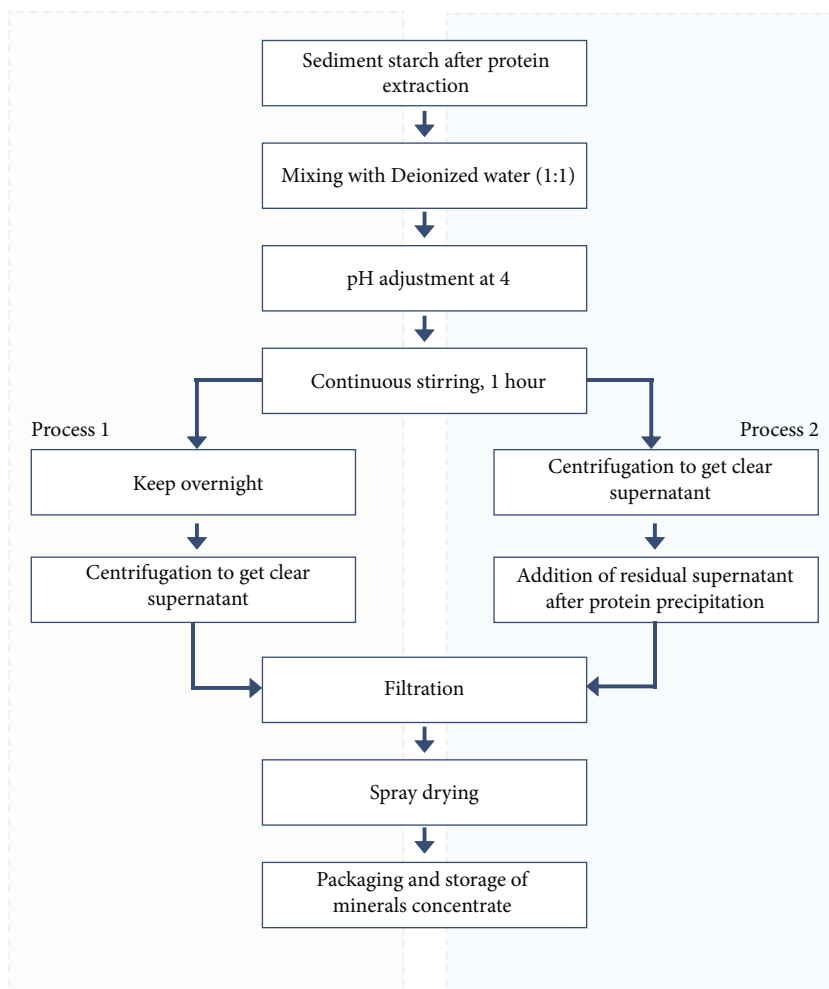 Sediment starch after protein
extraction
Mixing with Deionized water (1:1)
pH adjustment at 4
Continuous stirring, 1 hour
Process 1
Keep overnight
Centrifugation to get clear
supernatant
Process 2
Centrifugation to get clear
supernatant
Addition of residual supernatant
after protein precipitation
Filtration
Spray drying
Packaging and storage of
minerals concentrate